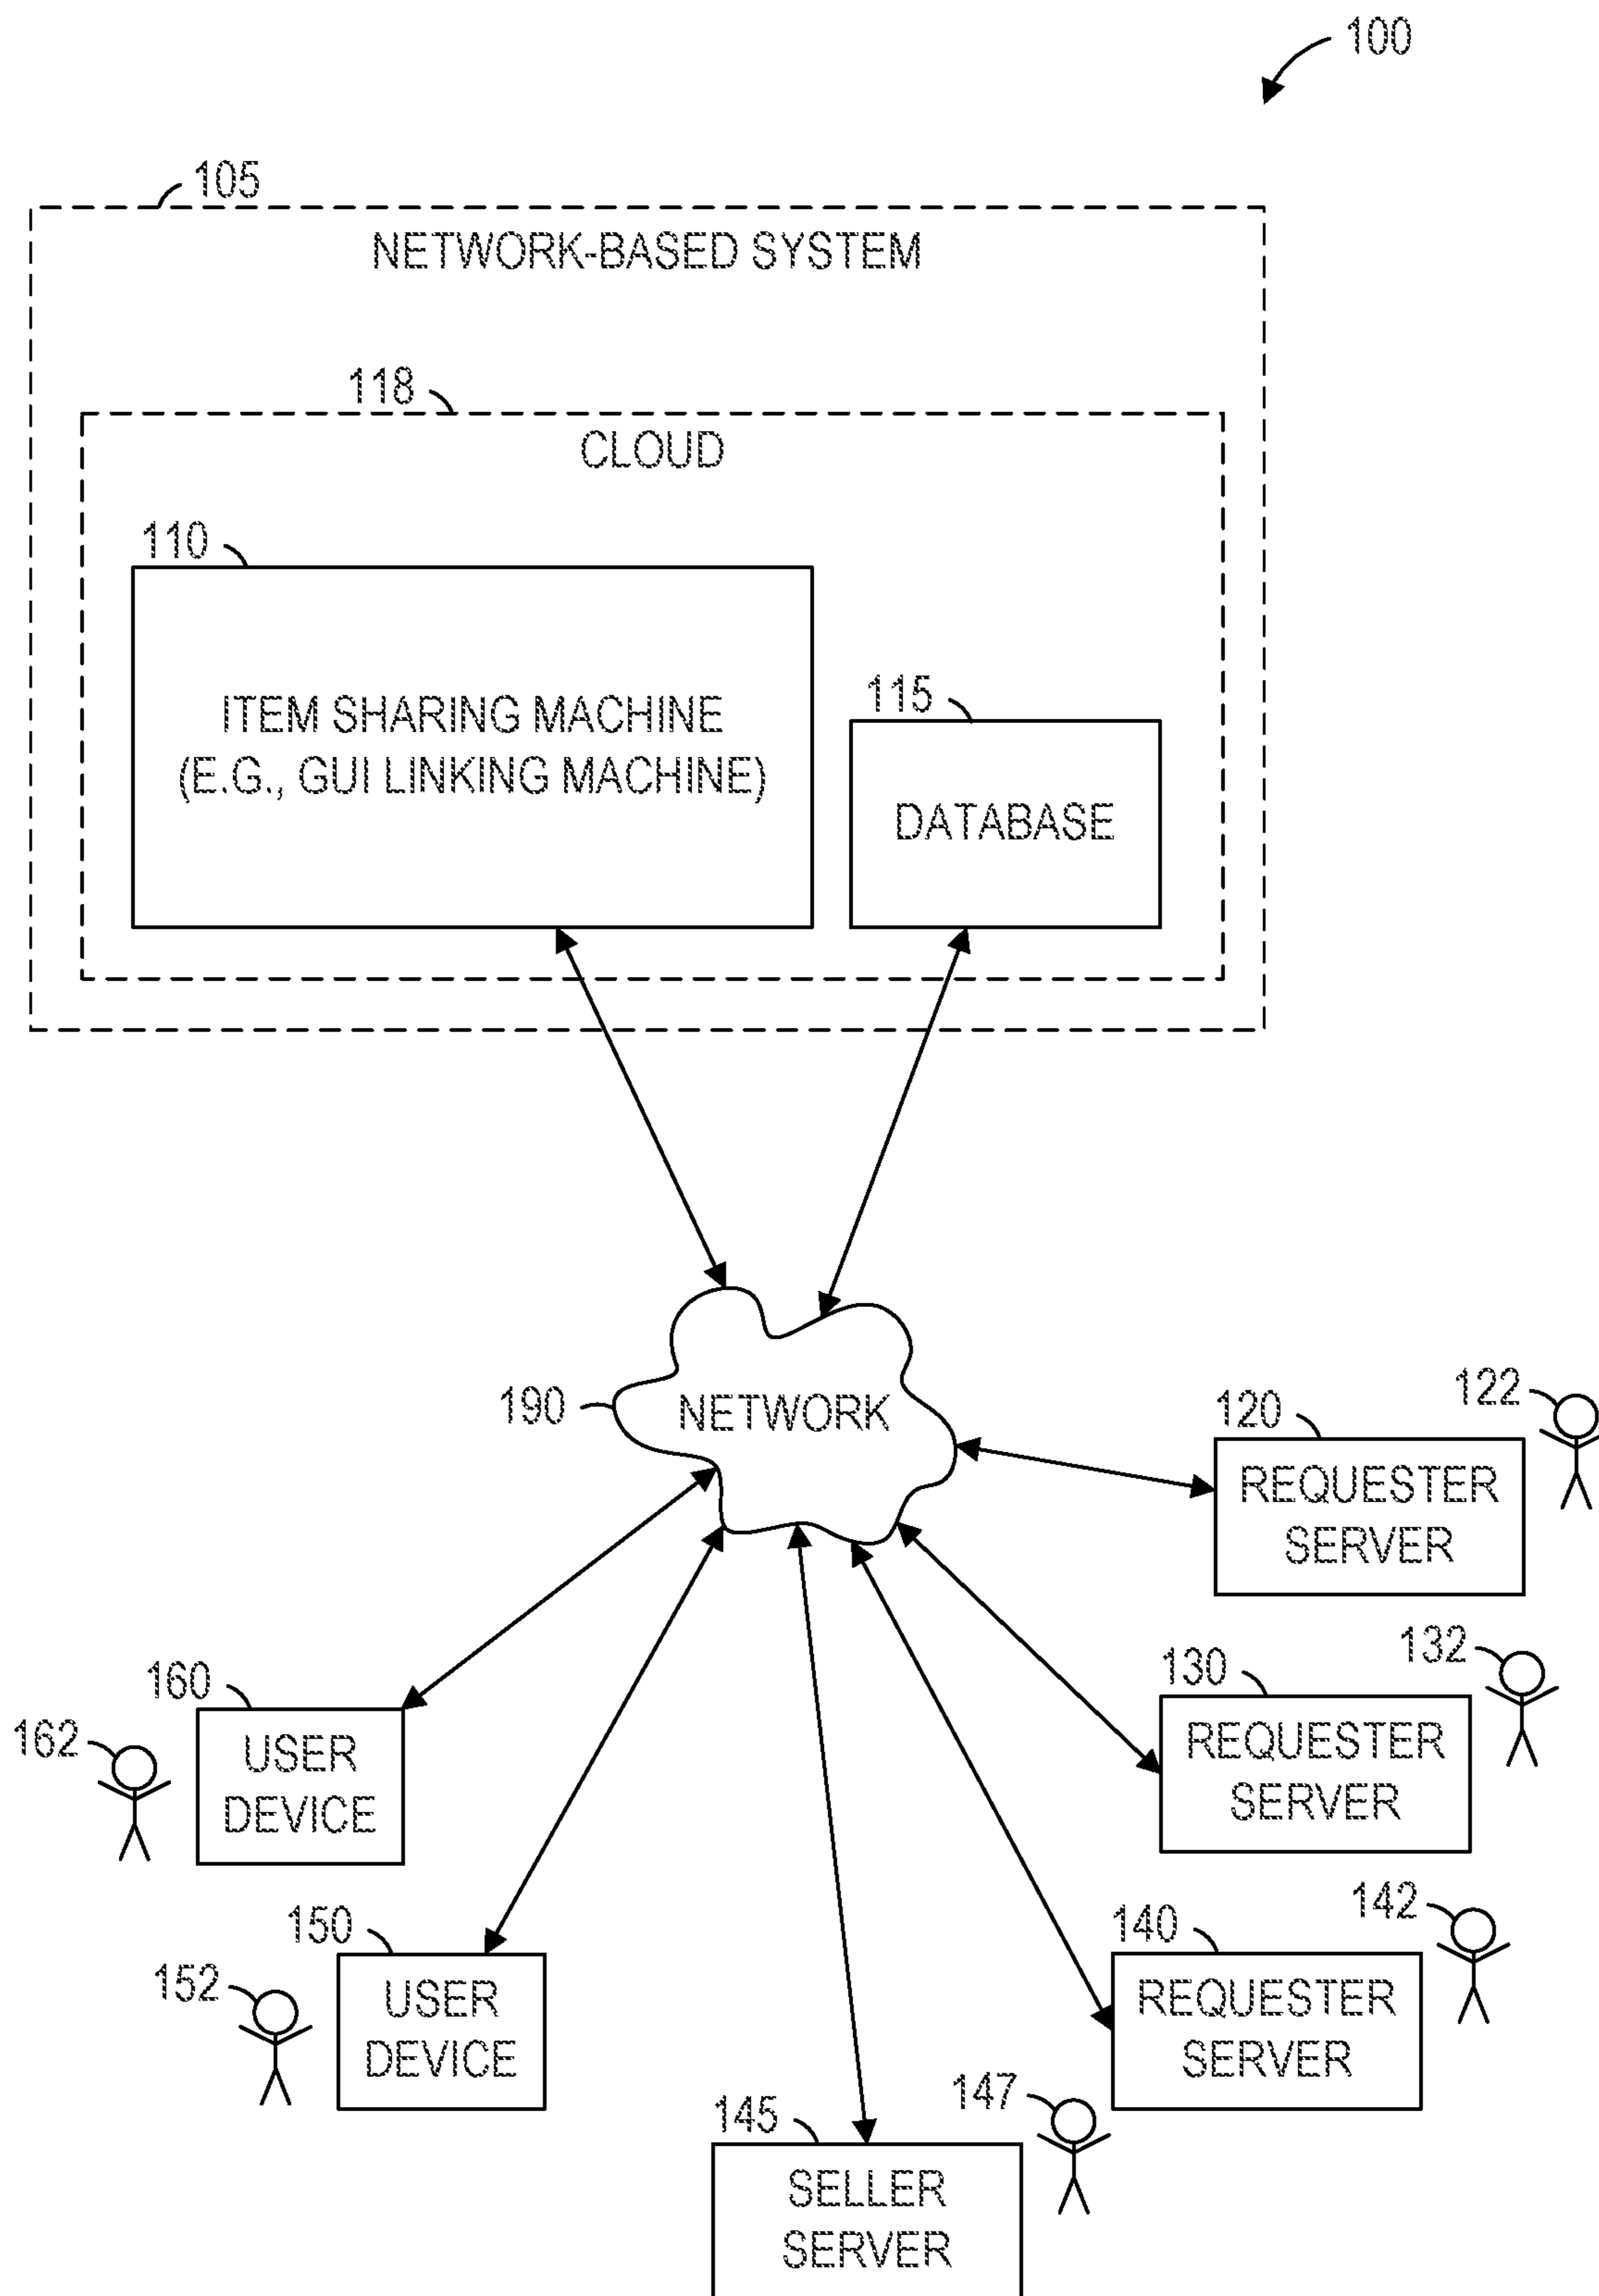 100
105
NETWORK-BASED SYSTEM
118
CLOUD
110
ITEM SHARING MACHINE
(E.G., GUI LINKING MACHINE)
115
DATABASE
190
NETWORK
120
122
REQUESTER
SERVER
130
132
REQUESTER
SERVER
160
162
USER
DEVICE
140
142
REQUESTER
SERVER
150
152
USER
DEVICE
145
147
SELLER
SERVER